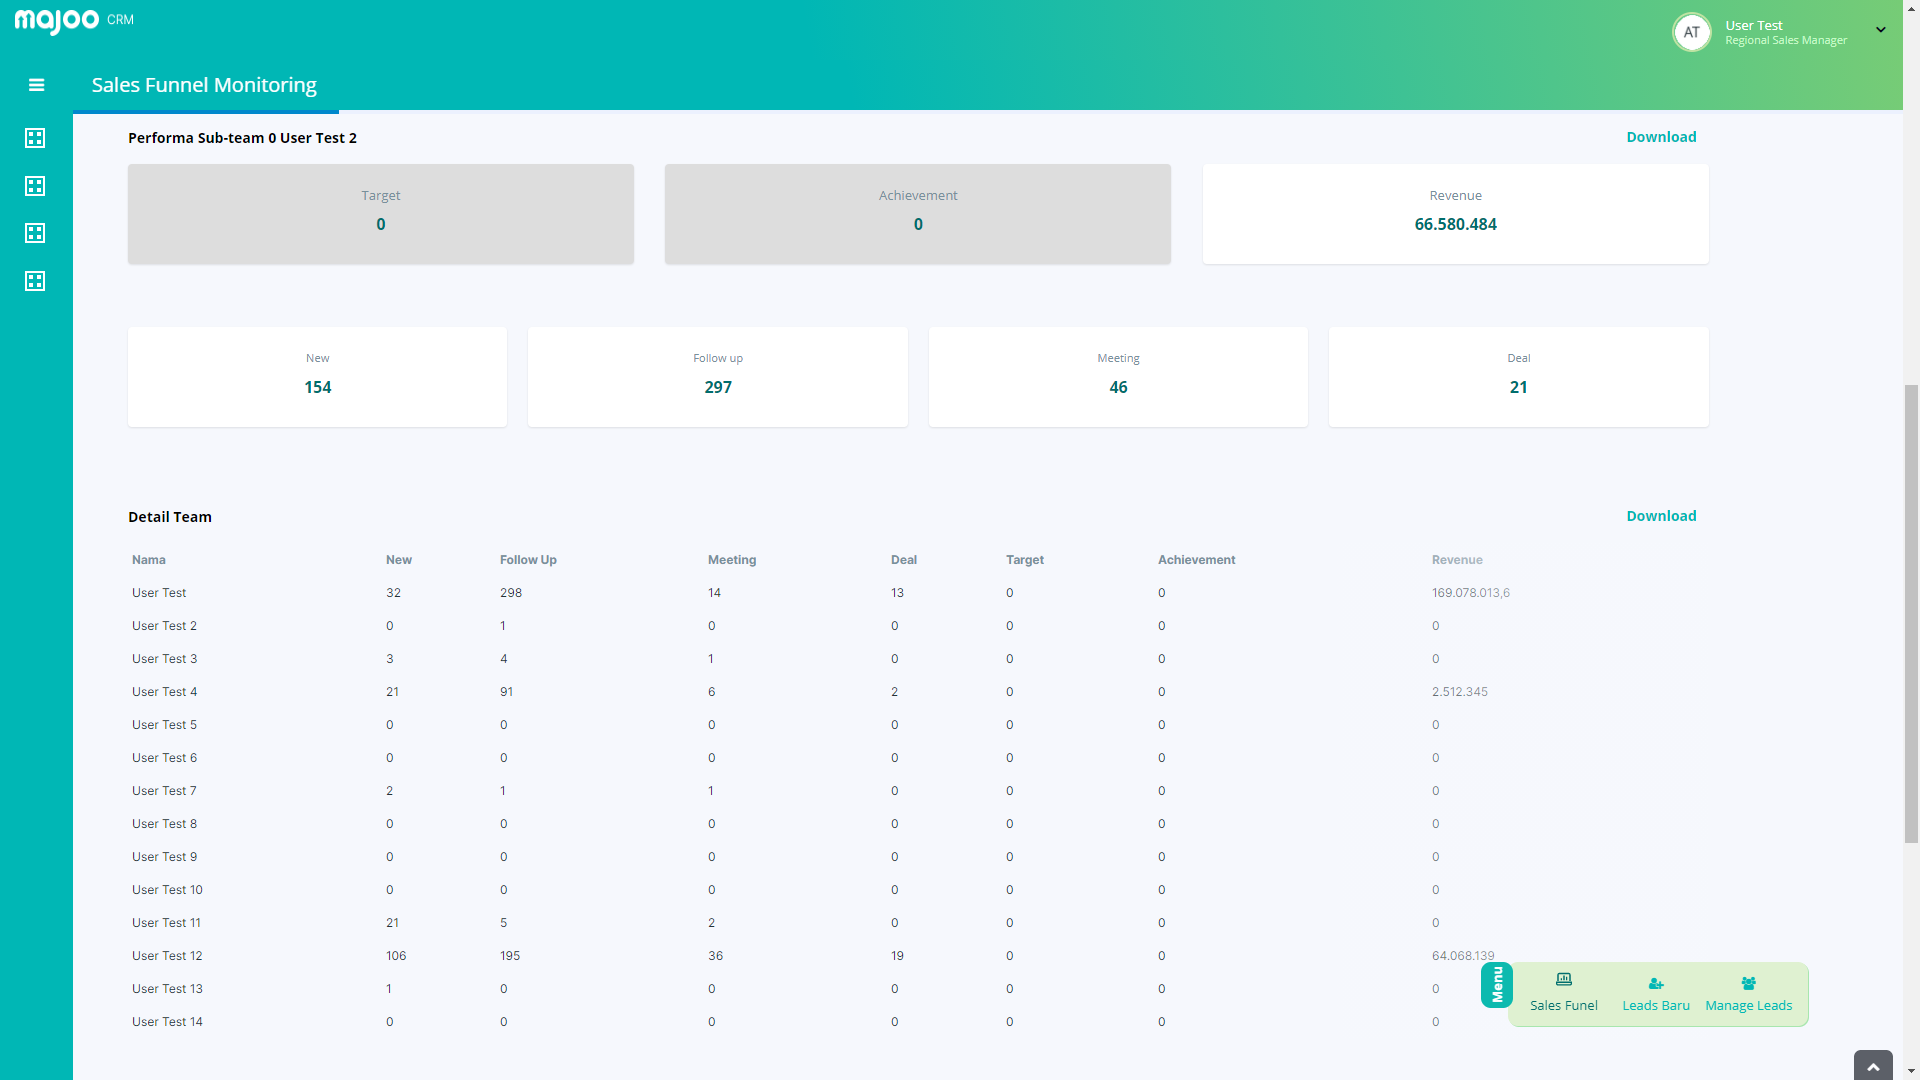 majoo CRM
AT
User Test
Regional Sales Manager
Sales Funnel Monitoring
Performa Sub-team 0 User Test 2
Download
Target
0
Achievement
0
Revenue
66.580.484
New
154
Follow up
297
Meeting
46
Deal
21
Detail Team
Download
Nama New Follow Up Meeting Deal Target Achievement Revenue
User Test 32 298 14 13 0 0 169.078.013,6
User Test 2 0 1 0 0 0 0 0
User Test 3 3 4 1 0 0 0 0
User Test 4 21 91 6 2 0 0 2.512.345
User Test 5 0 0 0 0 0 0 0
User Test 6 0 0 0 0 0 0 0
User Test 7 2 1 1 0 0 0 0
User Test 8 0 0 0 0 0 0 0
User Test 9 0 0 0 0 0 0 0
User Test 10 0 0 0 0 0 0 0
User Test 11 21 5 2 0 0 0 0
User Test 12 106 195 36 19 0 0 64.068.139
User Test 13 1 0 0 0 0 0 0
User Test 14 0 0 0 0 0 0 0
Menu
Sales Funel
Leads Baru
Manage Leads